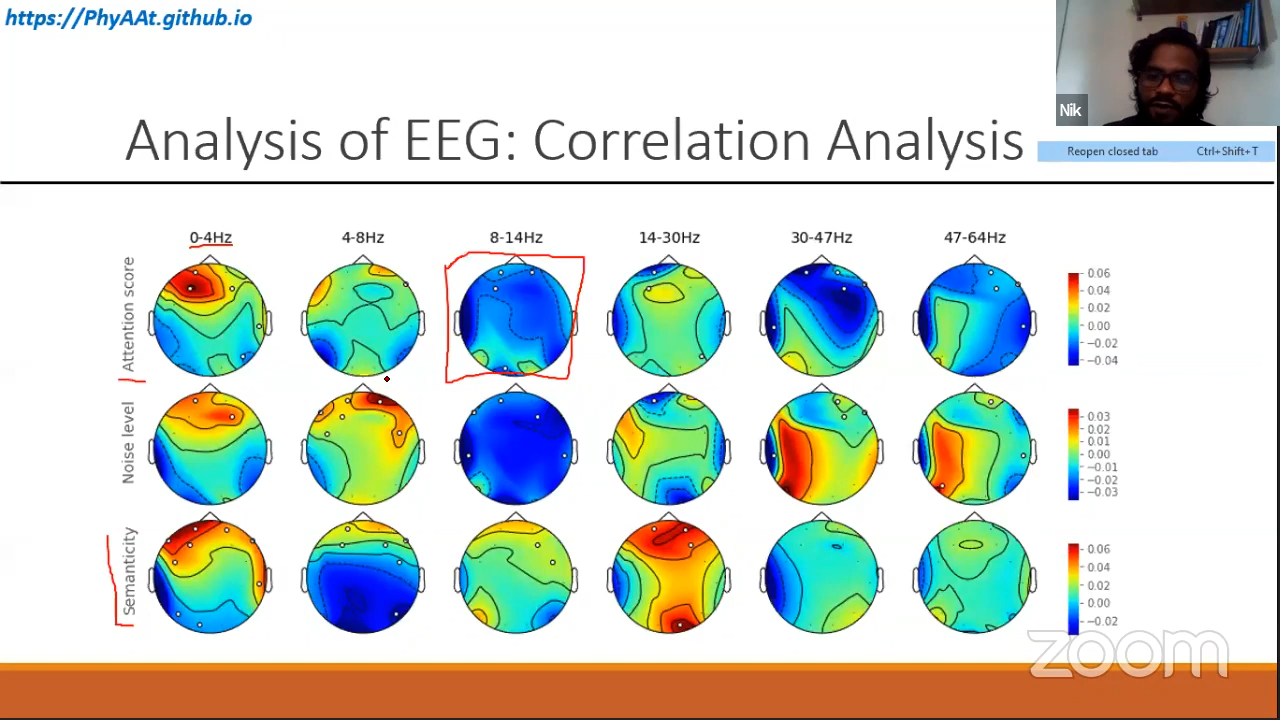 https://PhyAAt.github.io
Nik
Analysis of EEG: Correlation Analysis
Reopen closed tab Ctrl+Shift+T
0-4Hz 4-8Hz 8-14Hz 14-30Hz 30-47Hz 47-64Hz
Attention score
0.06
0.04
0.02
0.00
−0.02
−0.04
Noise level
0.03
0.02
0.01
0.00
−0.01
−0.02
−0.03
Semanticity
0.06
0.04
0.02
0.00
−0.02
zoom